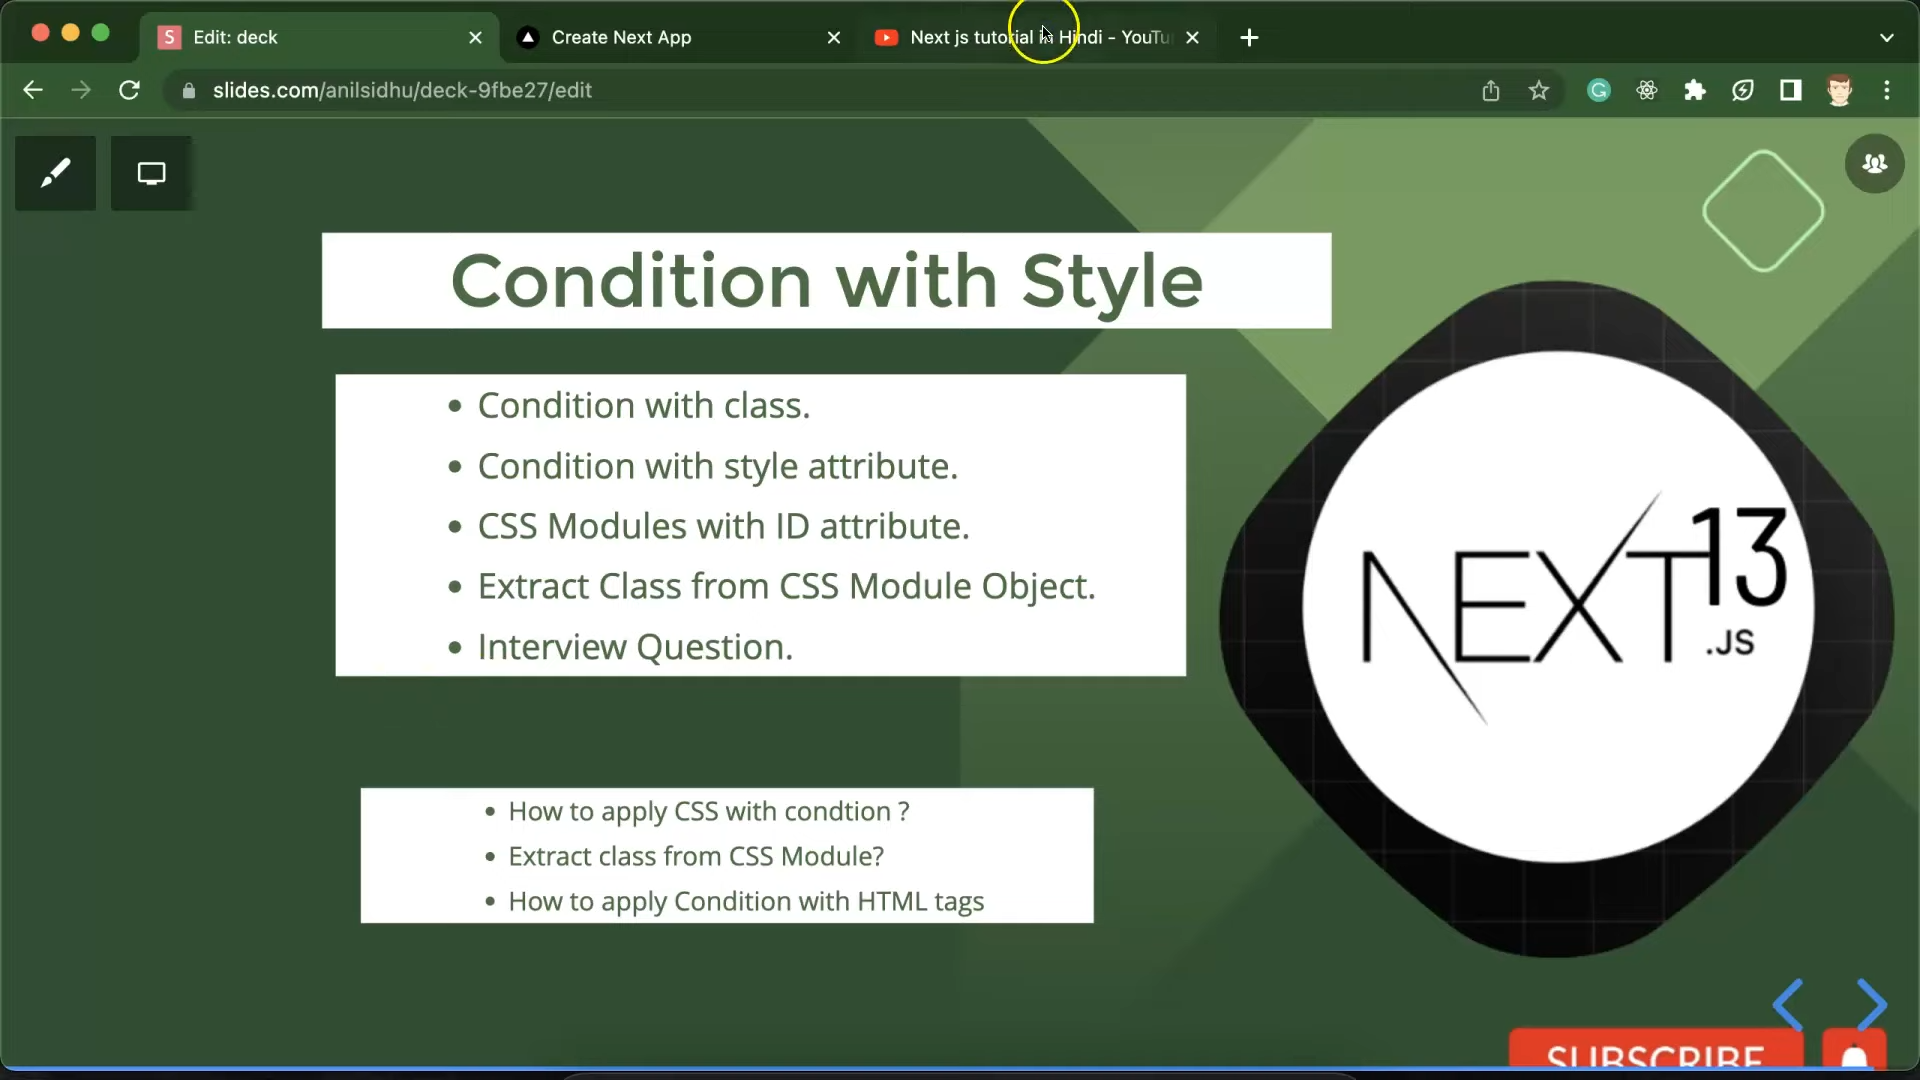 Edit: deck
Create Next App
Next js tutorial in Hindi - YouTu
slides.com/anilsidhu/deck-9fbe27/edit
Condition with Style
Condition with class.
Condition with style attribute.
CSS Modules with ID attribute.
Extract Class from CSS Module Object.
Interview Question.
NEXT13
.JS
How to apply CSS with condtion ?
Extract class from CSS Module?
How to apply Condition with HTML tags
SUBSCRIBE